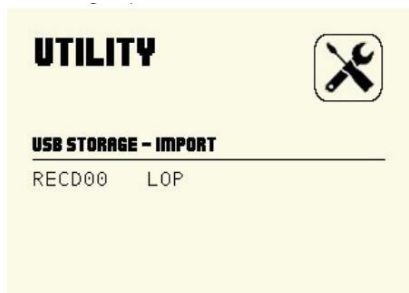 UTILITY
USB STORAGE – IMPORT
RECD00 LOP